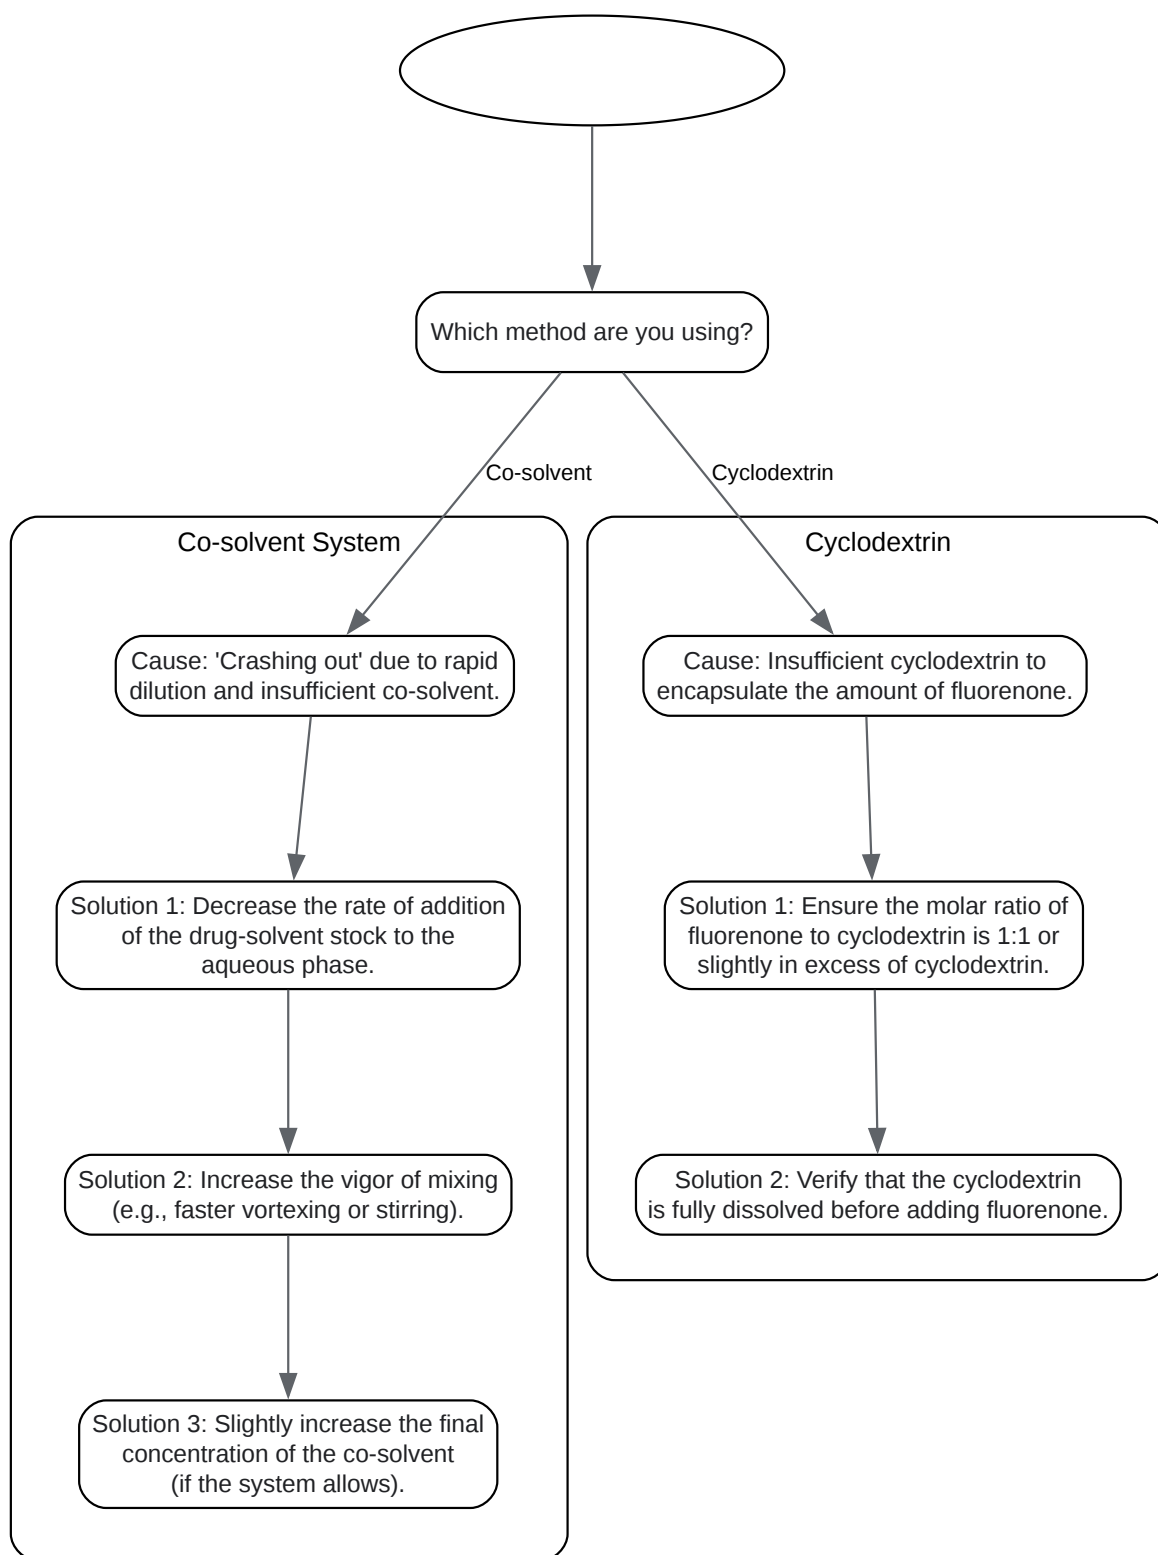 Which method are you using?
Co-solvent
Cyclodextrin
Co-solvent System
Cause: 'Crashing out' due to rapid
dilution and insufficient co-solvent.
Solution 1: Decrease the rate of addition
of the drug-solvent stock to the
aqueous phase.
Solution 2: Increase the vigor of mixing
(e.g., faster vortexing or stirring).
Solution 3: Slightly increase the final
concentration of the co-solvent
(if the system allows).
Cyclodextrin
Cause: Insufficient cyclodextrin to
encapsulate the amount of fluorenone.
Solution 1: Ensure the molar ratio of
fluorenone to cyclodextrin is 1:1 or
slightly in excess of cyclodextrin.
Solution 2: Verify that the cyclodextrin
is fully dissolved before adding fluorenone.